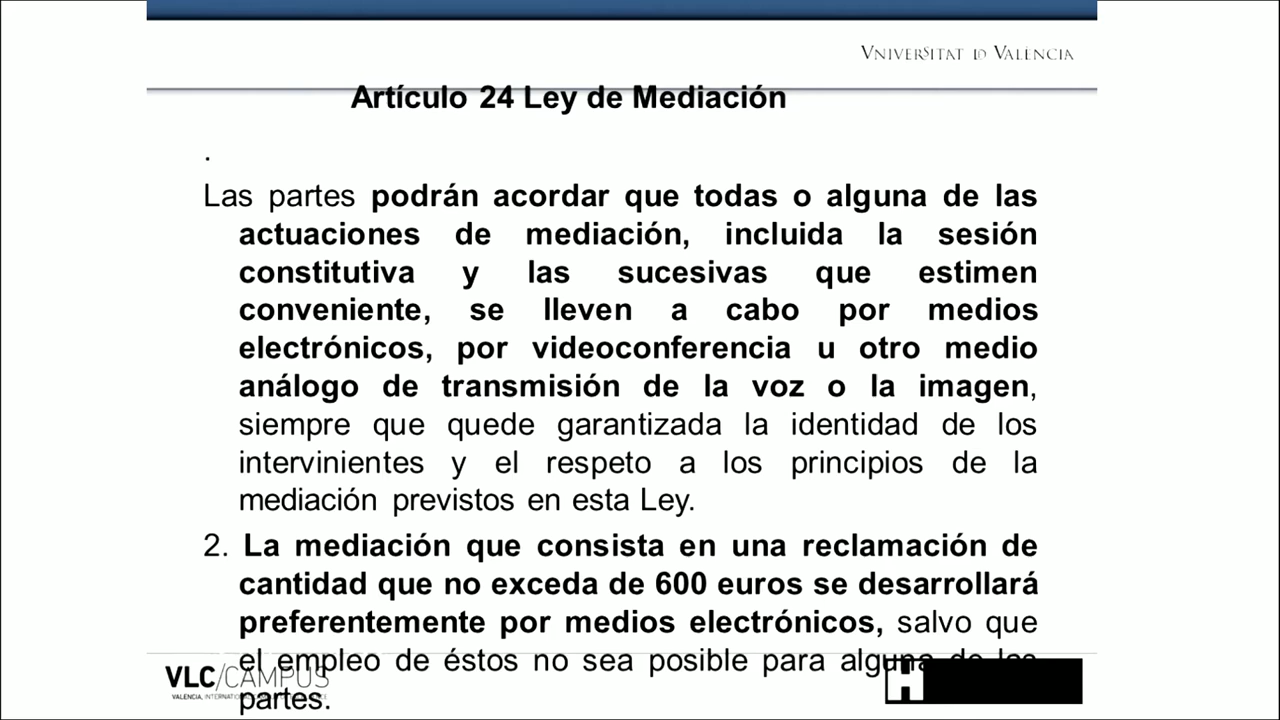 VNIVERSITAT ID VALÈNCIA
Artículo 24 Ley de Mediación
.
Las partes podrán acordar que todas o alguna de las
actuaciones de mediación, incluida la sesión
constitutiva y las sucesivas que estimen
conveniente, se lleven a cabo por medios
electrónicos, por videoconferencia u otro medio
análogo de transmisión de la voz o la imagen,
siempre que quede garantizada la identidad de los
intervinientes y el respeto a los principios de la
mediación previstos en esta Ley.
2. La mediación que consista en una reclamación de
cantidad que no exceda de 600 euros se desarrollará
preferentemente por medios electrónicos, salvo que
el empleo de éstos no sea posible para alguna de las
partes.
VLC/CAMPUS
VALENCIA,